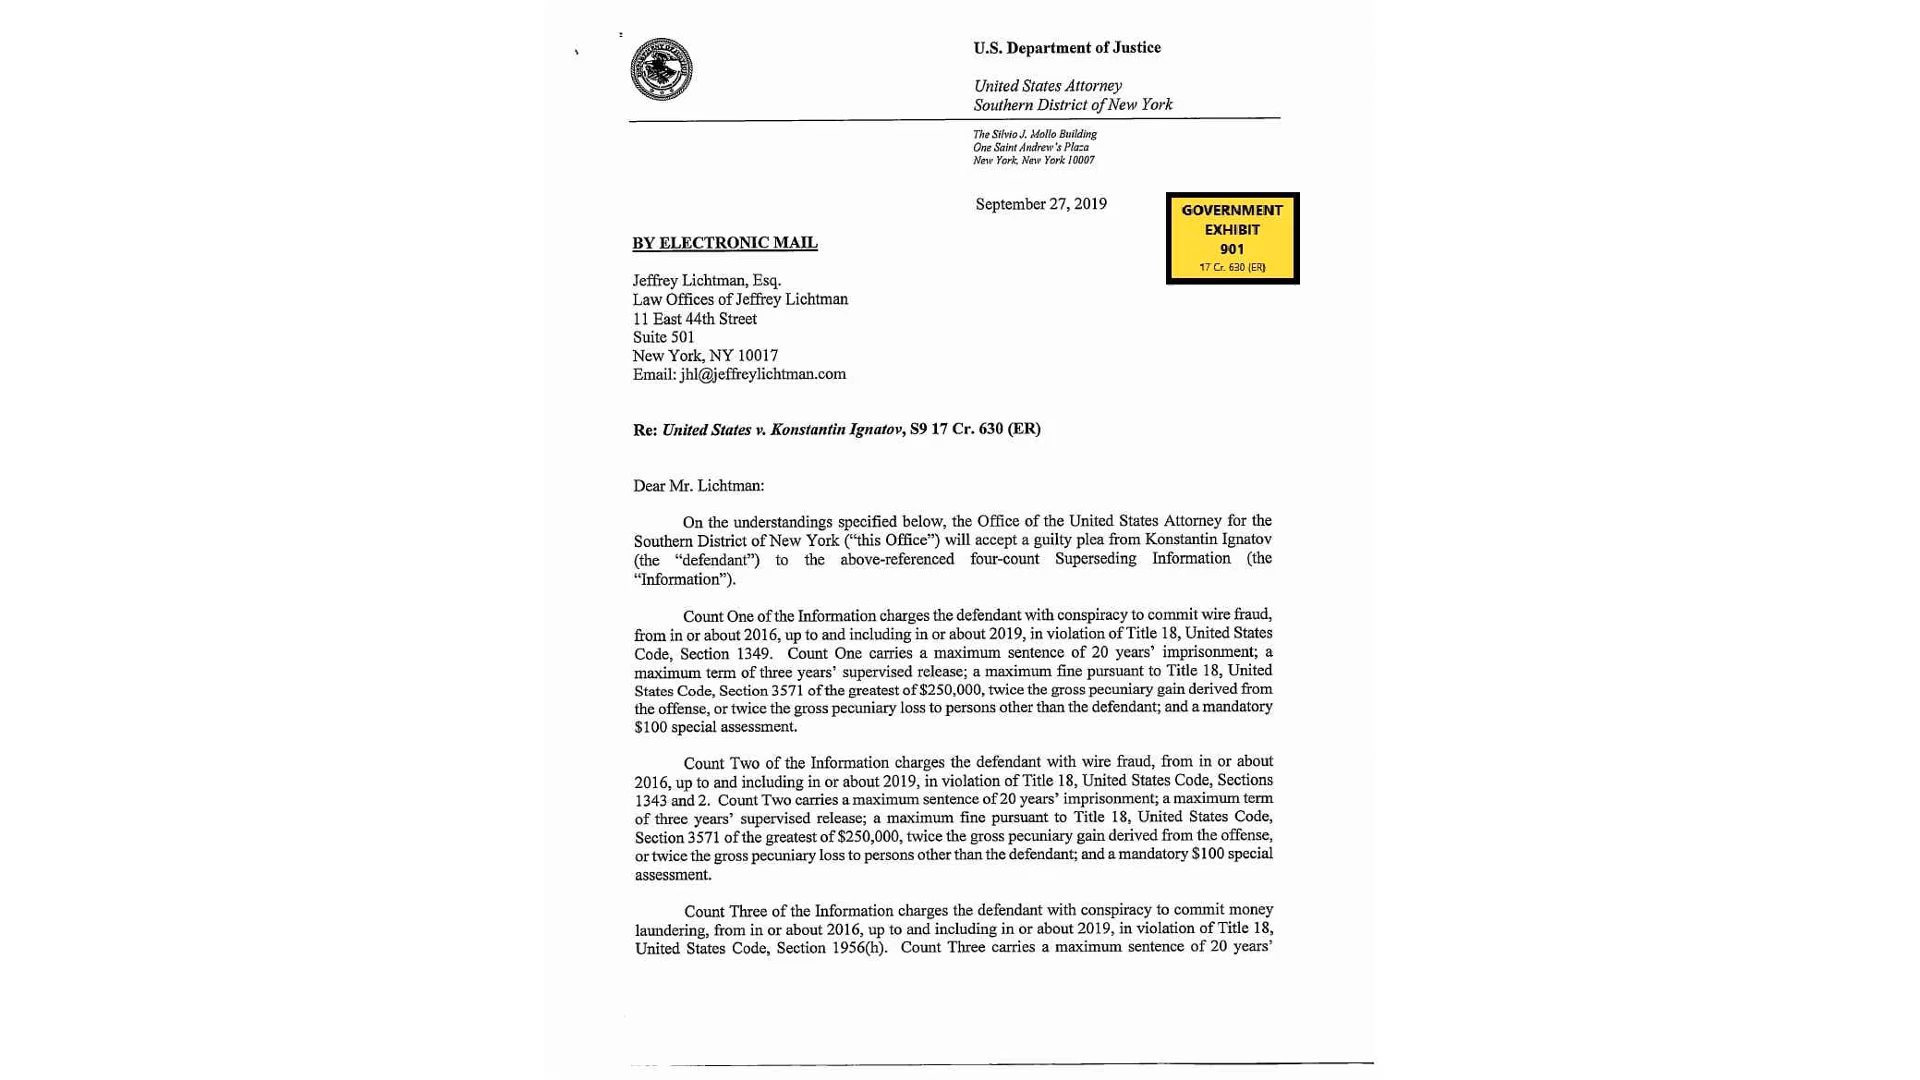 U.S. Department of Justice
United States Attorney
Southern District of New York
The Silvio J. Mollo Building
One Saint Andrew's Plaza
New York, New York 10007
September 27, 2019
GOVERNMENT
EXHIBIT
901
17 Cr. 630 (ER)
BY ELECTRONIC MAIL
Jeffrey Lichtman, Esq.
Law Offices of Jeffrey Lichtman
11 East 44th Street
Suite 501
New York, NY 10017
Email: jhl@jeffreylichtman.com
Re: United States v. Konstantin Ignatov, S9 17 Cr. 630 (ER)
Dear Mr. Lichtman:
On the understandings specified below, the Office of the United States Attorney for the
Southern District of New York (“this Office”) will accept a guilty plea from Konstantin Ignatov
(the “defendant”) to the above-referenced four-count Superseding Information (the
“Information”).
Count One of the Information charges the defendant with conspiracy to commit wire fraud,
from in or about 2016, up to and including in or about 2019, in violation of Title 18, United States
Code, Section 1349. Count One carries a maximum sentence of 20 years’ imprisonment; a
maximum term of three years’ supervised release; a maximum fine pursuant to Title 18, United
States Code, Section 3571 of the greatest of $250,000, twice the gross pecuniary gain derived from
the offense, or twice the gross pecuniary loss to persons other than the defendant; and a mandatory
$100 special assessment.
Count Two of the Information charges the defendant with wire fraud, from in or about
2016, up to and including in or about 2019, in violation of Title 18, United States Code, Sections
1343 and 2. Count Two carries a maximum sentence of 20 years’ imprisonment; a maximum term
of three years’ supervised release; a maximum fine pursuant to Title 18, United States Code,
Section 3571 of the greatest of $250,000, twice the gross pecuniary gain derived from the offense,
or twice the gross pecuniary loss to persons other than the defendant; and a mandatory $100 special
assessment.
Count Three of the Information charges the defendant with conspiracy to commit money
laundering, from in or about 2016, up to and including in or about 2019, in violation of Title 18,
United States Code, Section 1956(h). Count Three carries a maximum sentence of 20 years’